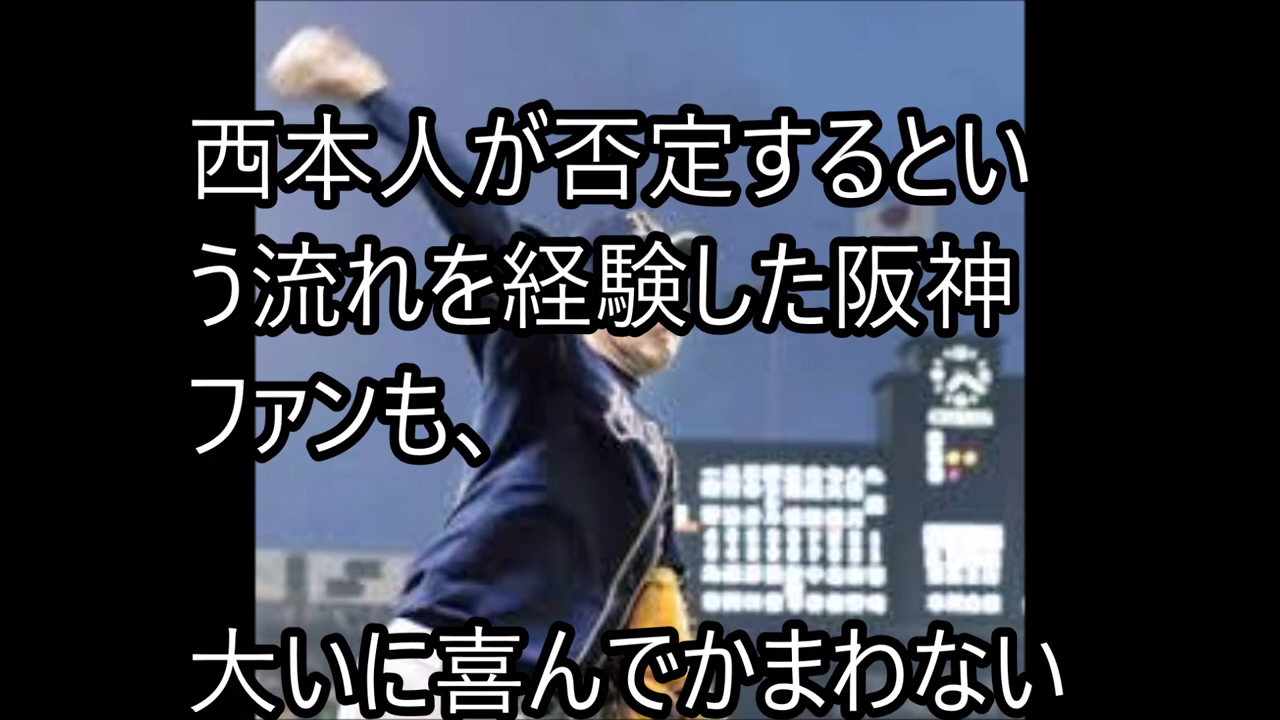 西本人が否定するとい
う流れを経験した阪神
ファンも、
大いに喜んでかまわない